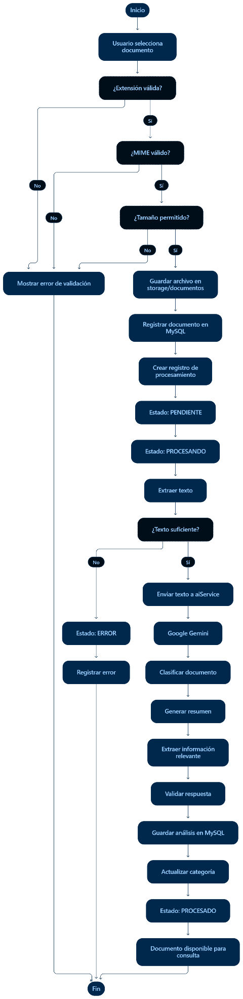 Inicio
Usuario selecciona
documento
¿Extensión válida?
Sí
¿MIME válido?
No
Sí
¿Tamaño permitido?
No
No
Sí
Mostrar error de validación
Guardar archivo en
storage/documentos
Registrar documento en
MySQL
Crear registro de
procesamiento
Estado: PENDIENTE
Estado: PROCESANDO
Extraer texto
¿Texto suficiente?
No
Sí
Enviar texto a aiService
Estado: ERROR
Google Gemini
Registrar error
Clasificar documento
Generar resumen
Extraer información
relevante
Validar respuesta
Guardar análisis en MySQL
Actualizar categoría
Estado: PROCESADO
Documento disponible para
consulta
Fin